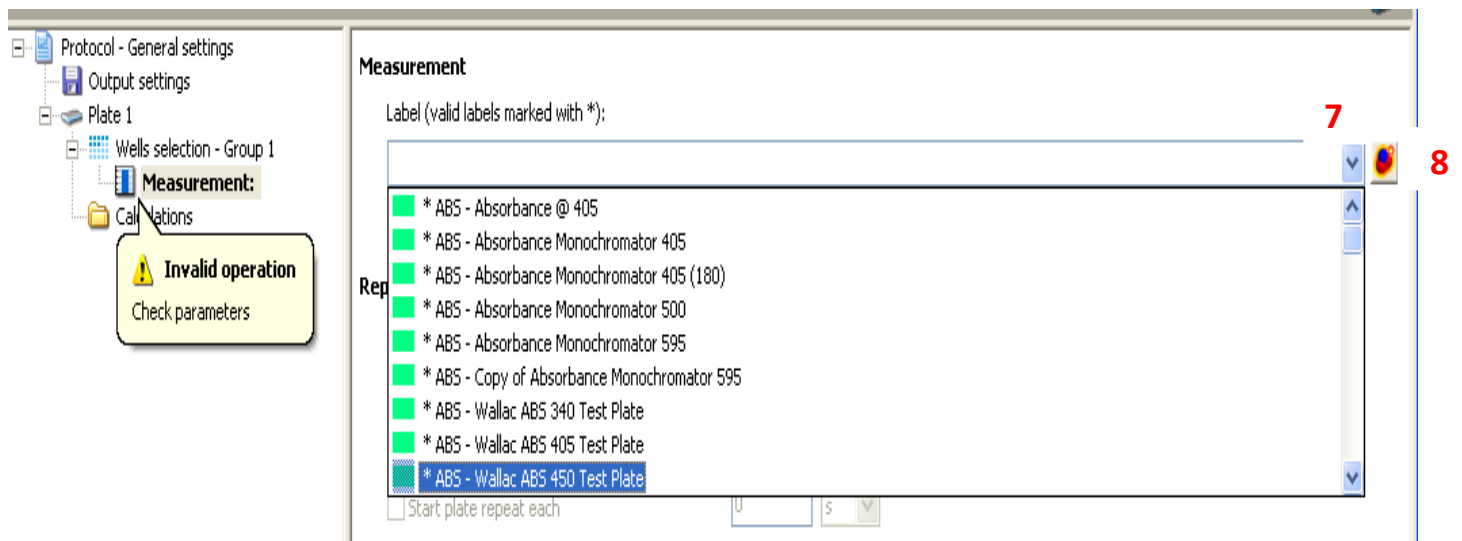 Protocol - General settings
Output settings
Plate 1
Wells selection - Group 1
Measurement:
Calculations
Invalid operation
Check parameters
Measurement
Label (valid labels marked with *):
7
8
* ABS - Absorbance @ 405
* ABS - Absorbance Monochromator 405
* ABS - Absorbance Monochromator 405 (180)
* ABS - Absorbance Monochromator 500
* ABS - Absorbance Monochromator 595
* ABS - Copy of Absorbance Monochromator 595
* ABS - Wallac ABS 340 Test Plate
* ABS - Wallac ABS 405 Test Plate
* ABS - Wallac ABS 450 Test Plate
Rep
Start plate repeat each 0 s